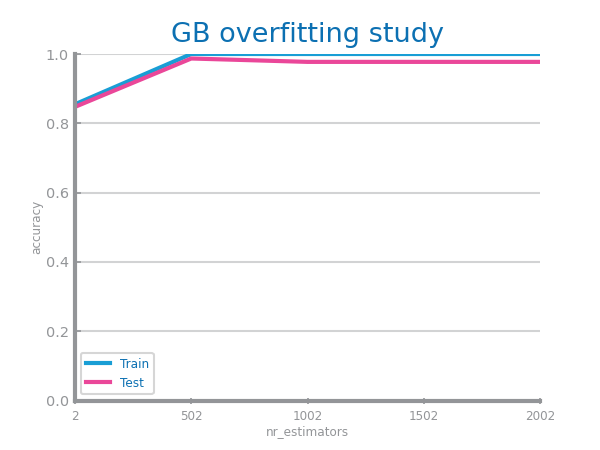 GB overfitting study
1.0
0.8
0.6
0.4
0.2
0.0
accuracy
Train
Test
2 502 1002 1502 2002
nr_estimators